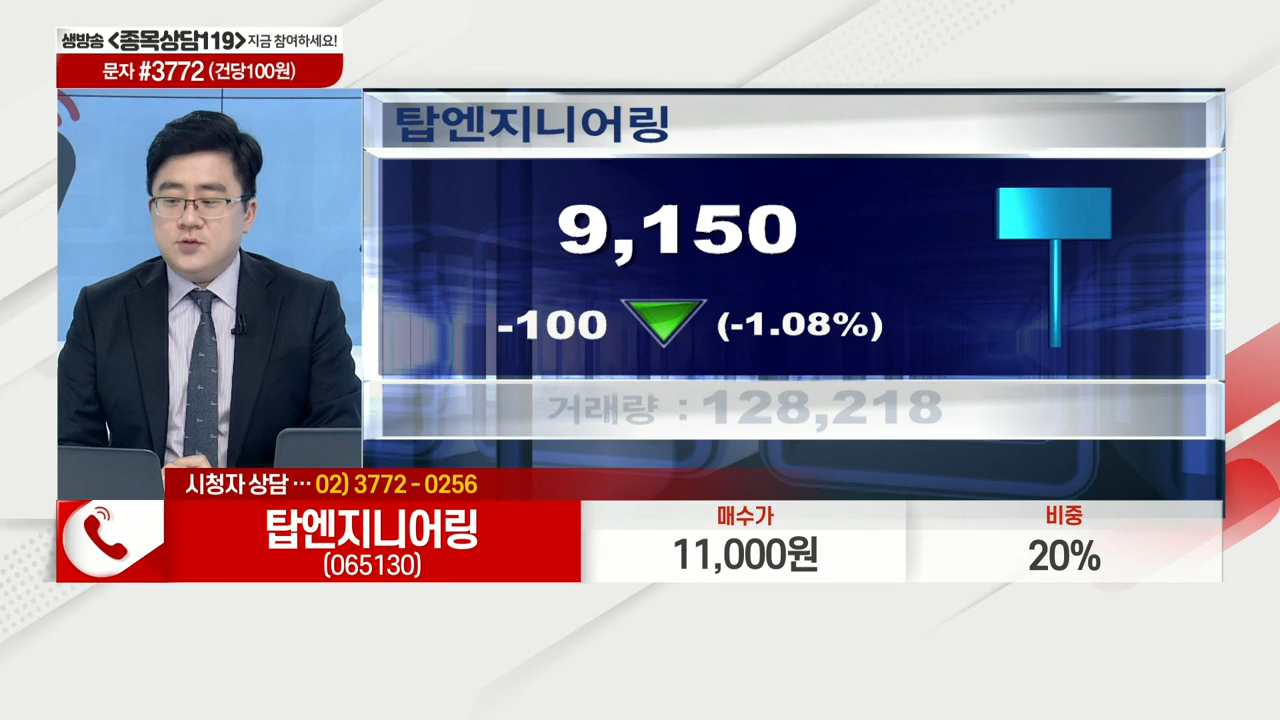 생방송 <종목상담119> 지금 참여하세요!
문자 #3772 (건당100원)
탑엔지니어링
9,150
-100 (-1.08%)
거래량 : 128,218
시청자 상담 … 02) 3772 - 0256
탑엔지니어링
(065130)
매수가
11,000원
비중
20%